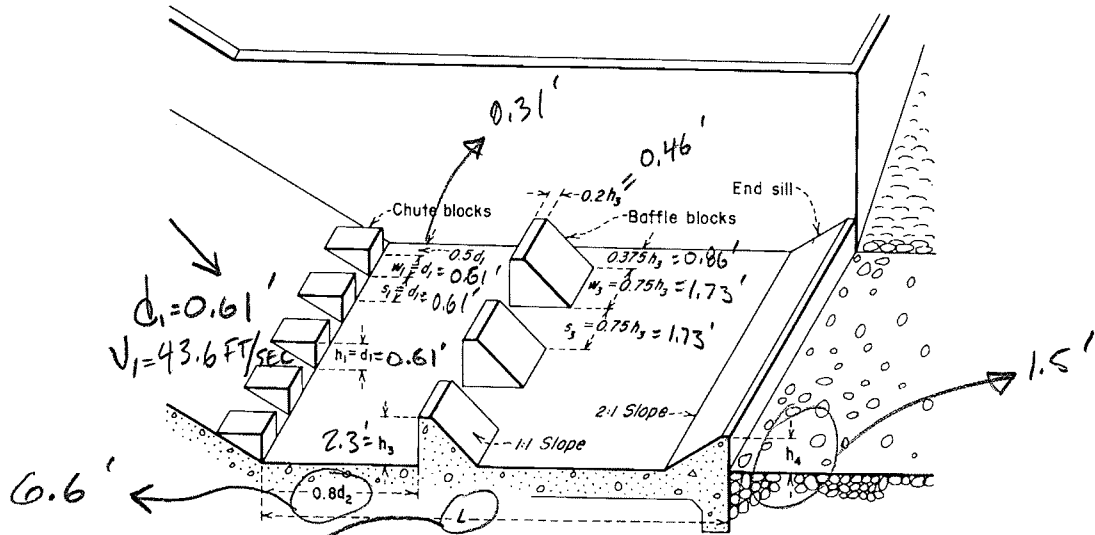 0.31'
= 0.46'
0.2h₃
End sill
Chute blocks
Baffle blocks
0.5d₁
0.375h₃ = 0.86'
w₁ = d₁ = 0.61'
w₃ = 0.75h₃ = 1.73'
s₁ = d₁ = 0.61'
d₁ = 0.61'
s₃ = 0.75h₃ = 1.73'
V₁ = 43.6 FT/SEC
h₁ = d₁ = 0.61'
1.5'
2:1 Slope
2.3' = h₃
1:1 Slope
h₄
6.6'
0.8d₂
L